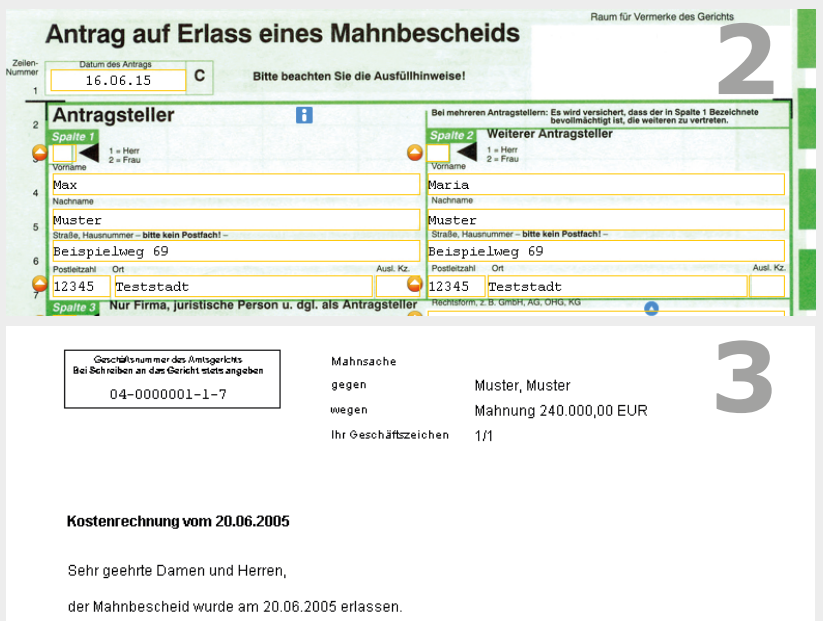 Raum für Vermerke des Gerichts
2
Antrag auf Erlass eines Mahnbescheids
Zeilen-
Nummer
Datum des Antrags
1
16.06.15
C
Bitte beachten Sie die Ausfüllhinweise!
2
Antragsteller
i
Bei mehreren Antragstellern: Es wird versichert, dass der in Spalte 1 Bezeichnete
bevollmächtigt ist, die weiteren zu vertreten.
Spalte 1
1 = Herr
2 = Frau
Spalte 2
Weiterer Antragsteller
1 = Herr
2 = Frau
Vorname
Vorname
4
Max
Maria
Nachname
Nachname
5
Muster
Muster
Straße, Hausnummer – bitte kein Postfach! –
Straße, Hausnummer – bitte kein Postfach! –
6
Beispielweg 69
Beispielweg 69
Postleitzahl
Ort
Ausl. Kz.
Postleitzahl
Ort
Ausl. Kz.
7
12345
Teststadt
12345
Teststadt
Spalte 3
Nur Firma, juristische Person u. dgl. als Antragsteller
Rechtsform, z. B. GmbH, AG, OHG, KG
3
Geschäftsnummer des Amtsgerichts
Bei Schreiben an das Gericht stets angeben
04-0000001-1-7
Mahnsache
gegen
Muster, Muster
wegen
Mahnung 240.000,00 EUR
Ihr Geschäftszeichen
1/1
Kostenrechnung vom 20.06.2005
Sehr geehrte Damen und Herren,
der Mahnbescheid wurde am 20.06.2005 erlassen.